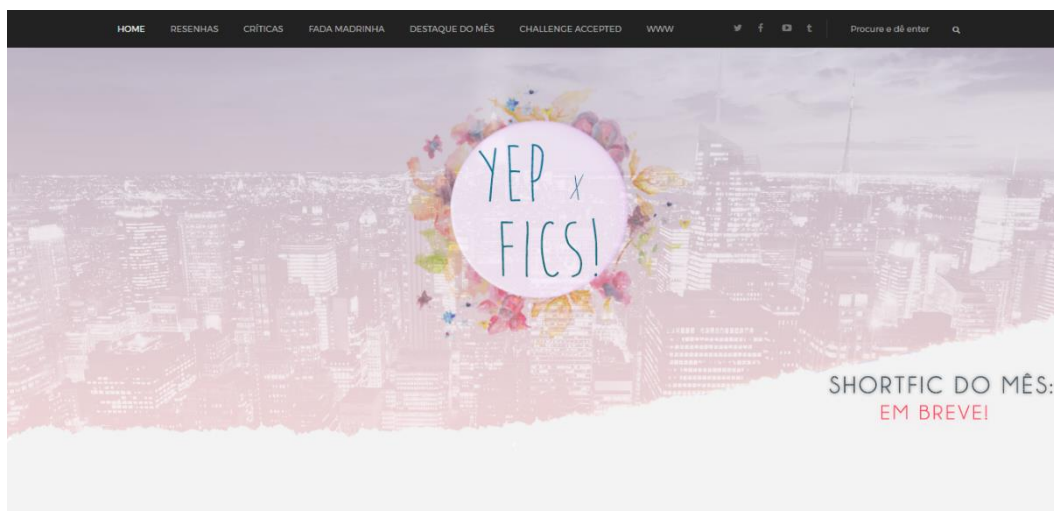 HOME RESENHAS CRÍTICAS FADA MADRINHA DESTAQUE DO MÊS CHALLENGE ACCEPTED WWW Procure e dê enter
YEP x
FICS!
SHORTFIC DO MÊS:
EM BREVE!